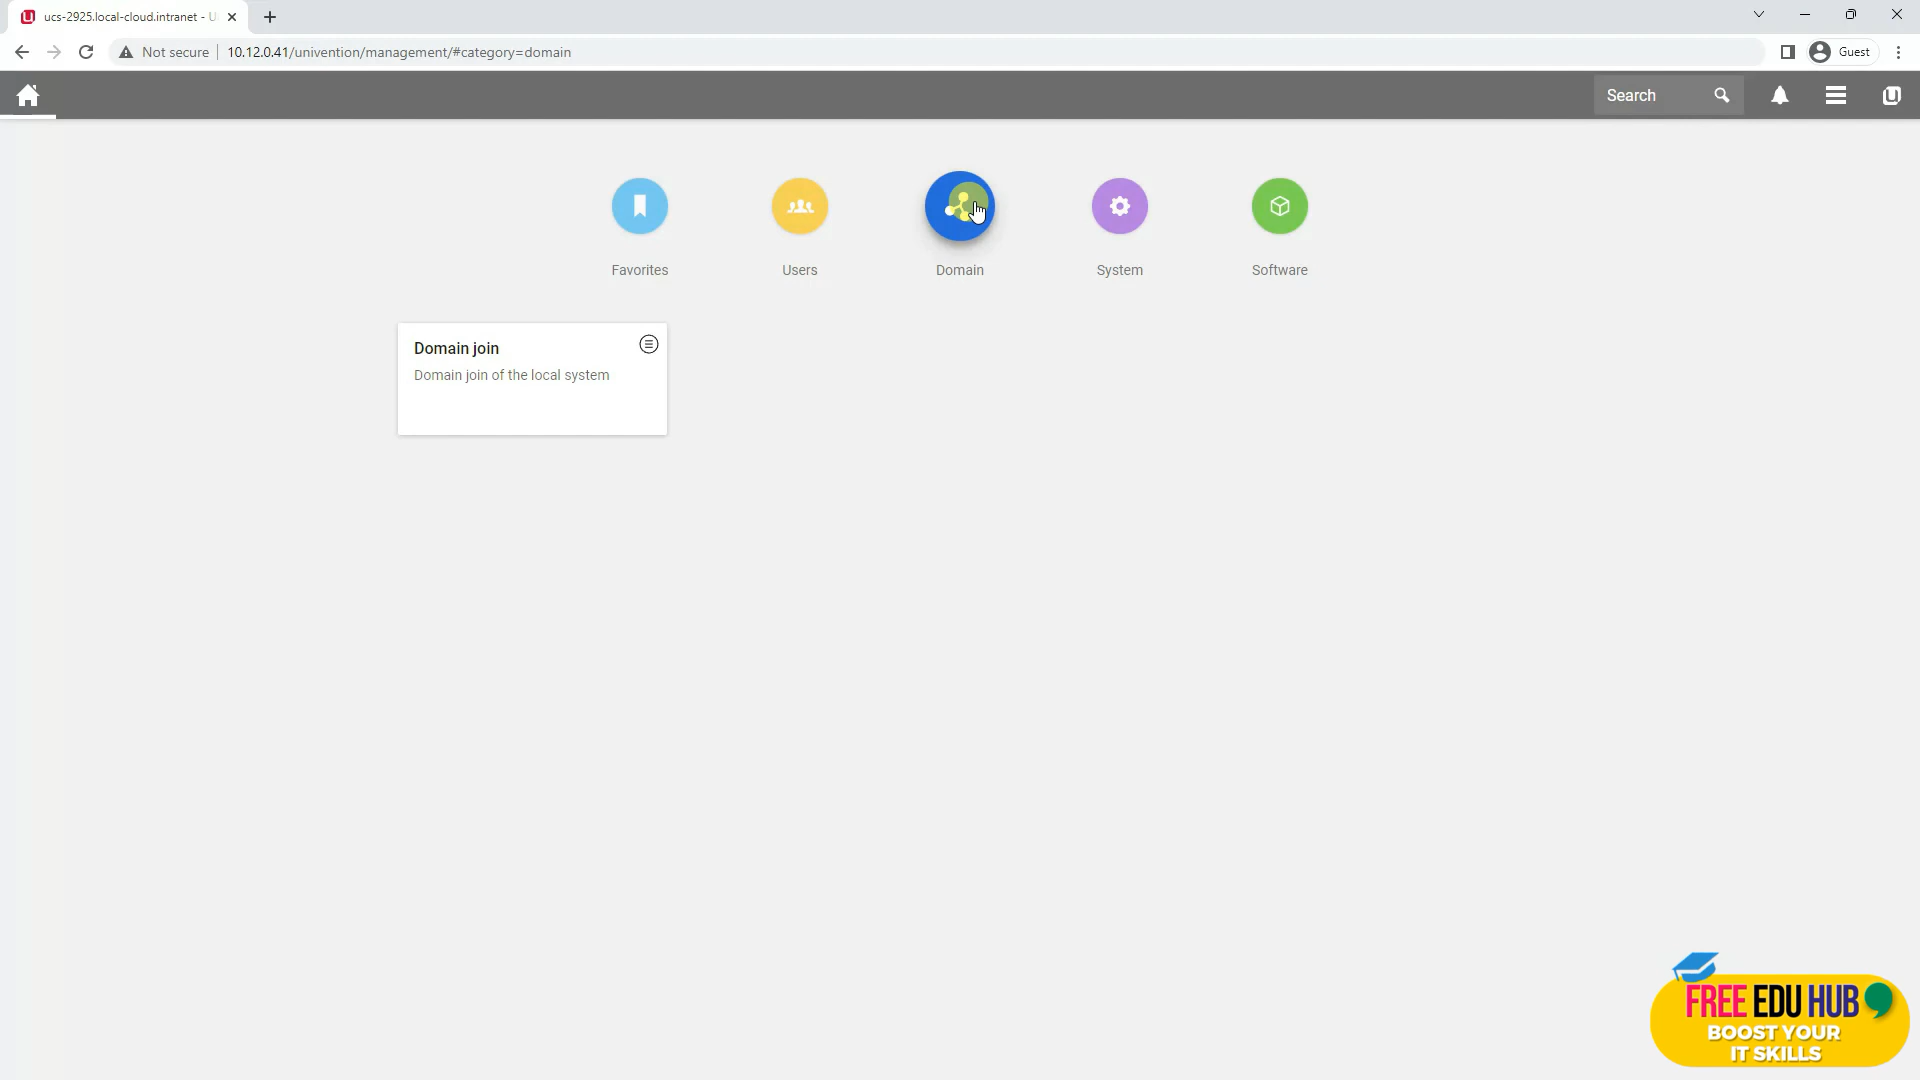 ucs-2925.local-cloud.intranet - U
Not secure
10.12.0.41/univention/management/#category=domain
Guest
Search
Favorites
Users
Domain
System
Software
Domain join
Domain join of the local system
FREE EDU HUB
BOOST YOUR
IT SKILLS